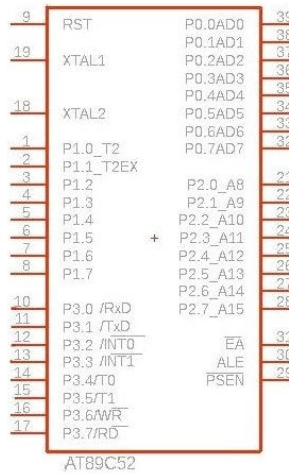 9 RST P0.0AD0 39
P0.1AD1 38
19 XTAL1 P0.2AD2 37
P0.3AD3 36
P0.4AD4 35
18 XTAL2 P0.5AD5 34
P0.6AD6 33
1 P1.0_T2 P0.7AD7 32
2 P1.1_T2EX
3 P1.2 P2.0_A8 21
4 P1.3 P2.1_A9 22
5 P1.4 P2.2_A10 23
6 P1.5 P2.3_A11 24
7 P1.6 P2.4_A12 25
8 P1.7 P2.5_A13 26
P2.6_A14 27
10 P3.0 /RxD P2.7_A15 28
11 P3.1 /TxD
12 P3.2 /INT0 EA 31
13 P3.3 /INT1 ALE 30
14 P3.4/T0 PSEN 29
15 P3.5/T1
16 P3.6/WR
17 P3.7/RD
AT89C52